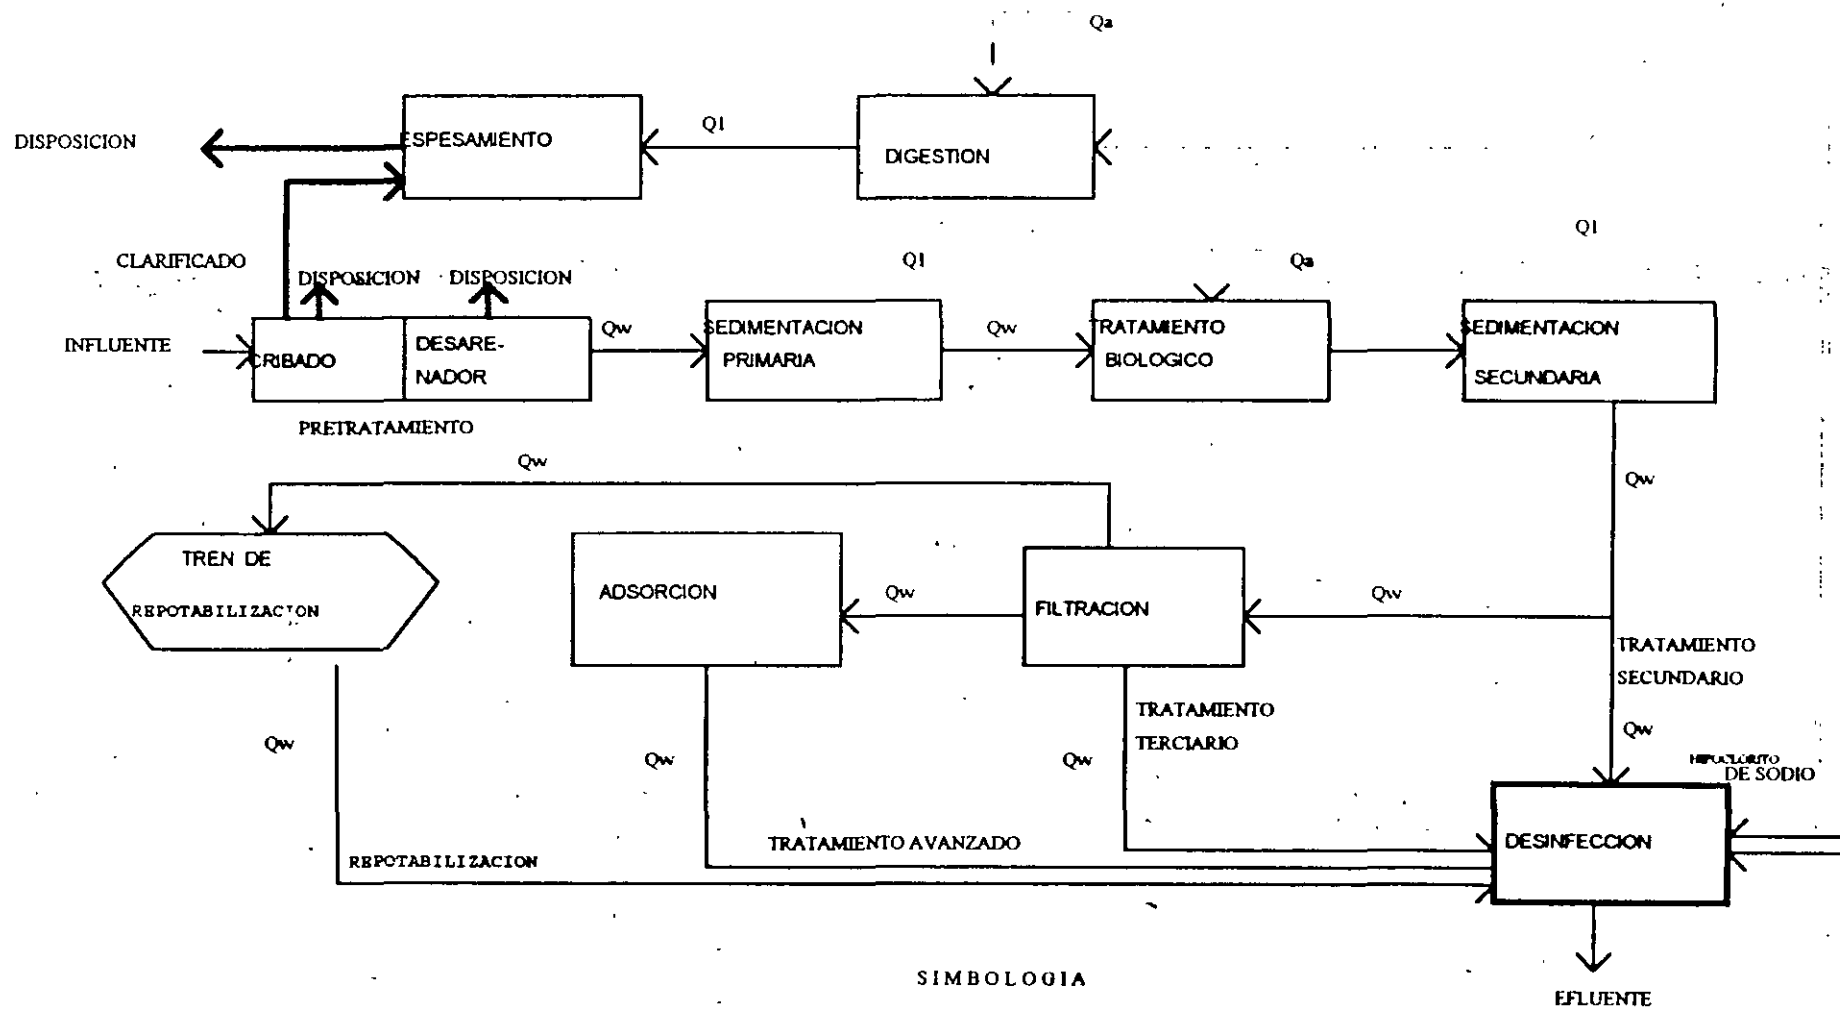 Qa
DISPOSICION
ESPESAMIENTO
Q1
DIGESTION
Q1
CLARIFICADO
DISPOSICION
DISPOSICION
Q1
Qa
INFLUENTE
CRIBADO
DESARE-
NADOR
Qw
SEDIMENTACION
PRIMARIA
Qw
TRATAMIENTO
BIOLOGICO
SEDIMENTACION
SECUNDARIA
PRETRATAMIENTO
Qw
Qw
TREN DE
REPOTABILIZACION
ADSORCION
Qw
FILTRACION
Qw
TRATAMIENTO
SECUNDARIO
TRATAMIENTO
TERCIARIO
Qw
Qw
Qw
Qw
HIPOCLORITO
DE SODIO
TRATAMIENTO AVANZADO
DESINFECCION
REPOTABILIZACION
SIMBOLOGIA
EFLUENTE